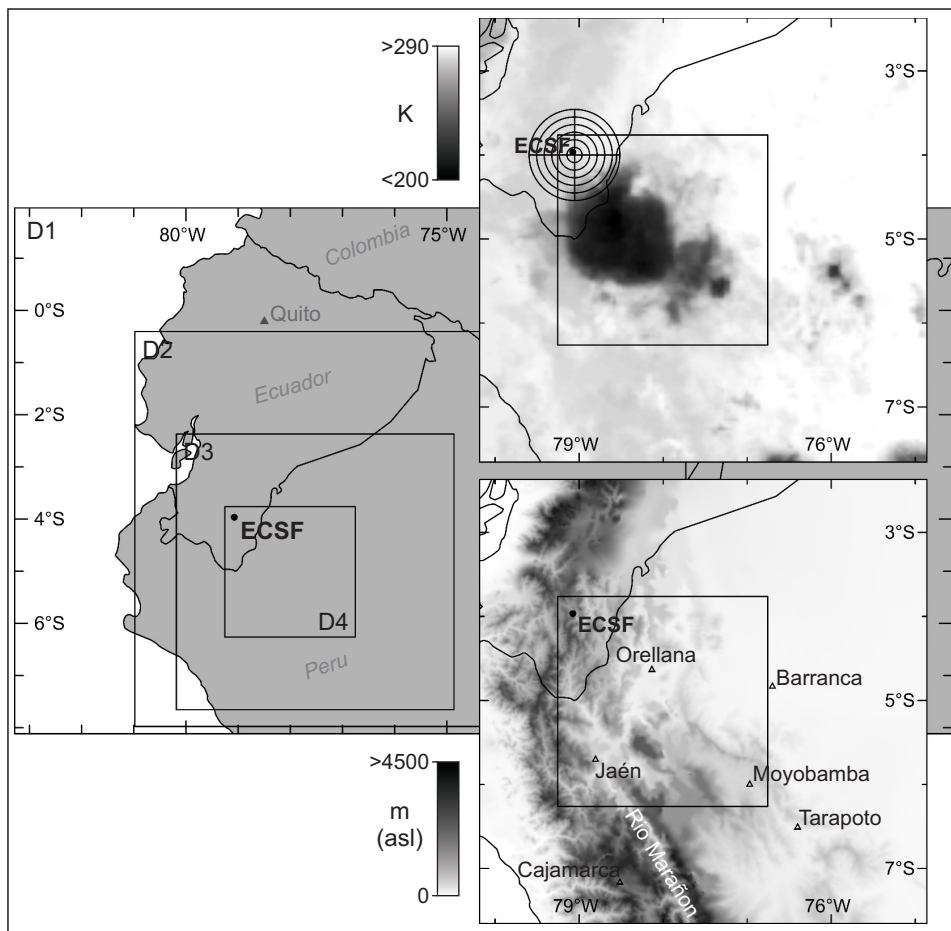 >290
K
<200
3°S
ECSF
5°S
7°S
79°W
76°W
D1
80°W
75°W
Colombia
0°S
Quito
D2
Ecuador
2°S
D3
4°S
ECSF
D4
6°S
Peru
3°S
ECSF
Orellana
Barranca
5°S
Jaén
Moyobamba
Tarapoto
Rio Marañon
Cajamarca
7°S
79°W
76°W
>4500
m
(asl)
0